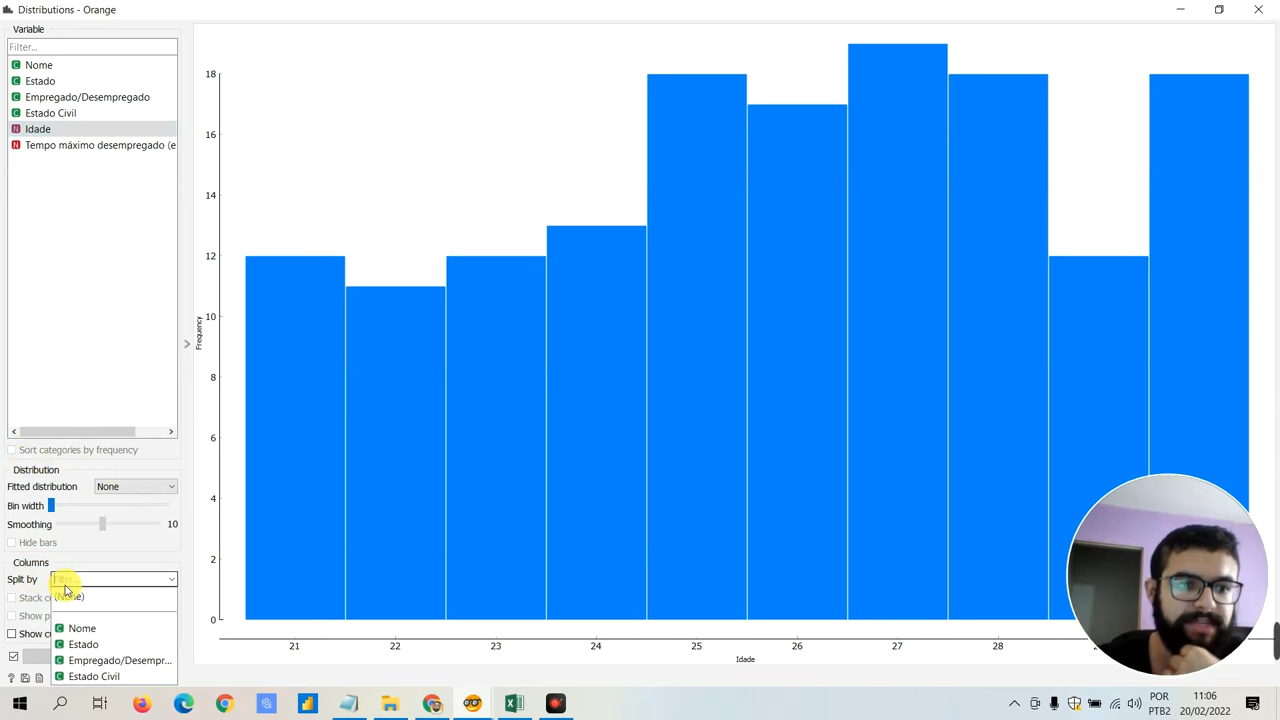 Distributions - Orange
Variable
Filter...
Nome
Estado
Empregado/Desempregado
Estado Civil
Idade
Tempo máximo desempregado (e
Sort categories by frequency
Distribution
Fitted distribution None
Bin width
Smoothing 10
Hide bars
Columns
Split by Filter...
(None)
Stack c
Show p
Show cu
Nome
Estado
Empregado/Desempr...
Estado Civil
18
16
14
12
10
8
6
4
2
0
Frequency
21 22 23 24 25 26 27 28
Idade
POR
PTB2
11:06
20/02/2022